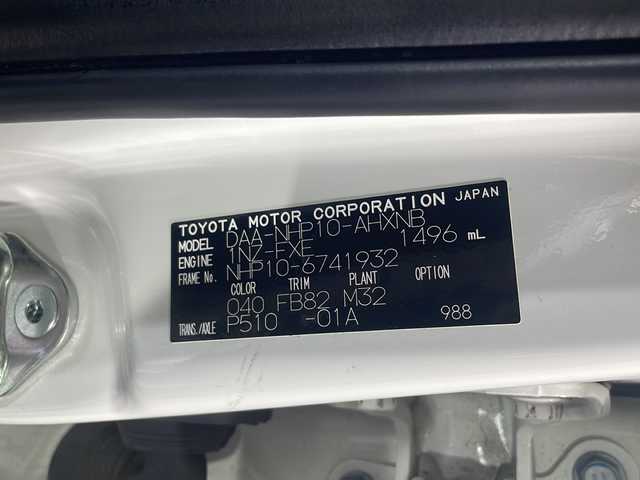 TOYOTA MOTOR CORPORATION JAPAN
MODEL DAA-NHP10-AHXNB
ENGINE 1NZ-FXE 1496 mL
FRAME No. NHP10-6741932
COLOR TRIM PLANT OPTION
040 FB82 M32
TRANS./AXLE P510 -01A 988